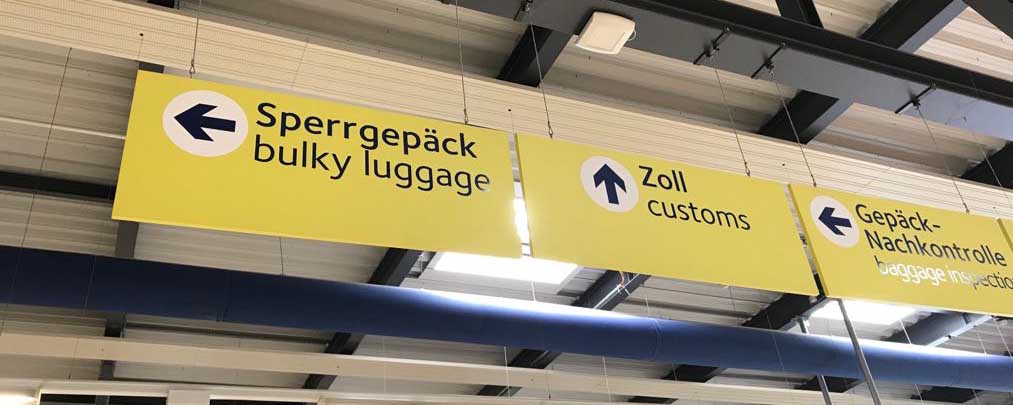 Sperrgepäck
bulky luggage
Zoll
customs
Gepäck-
Nachkontrolle
baggage inspectio